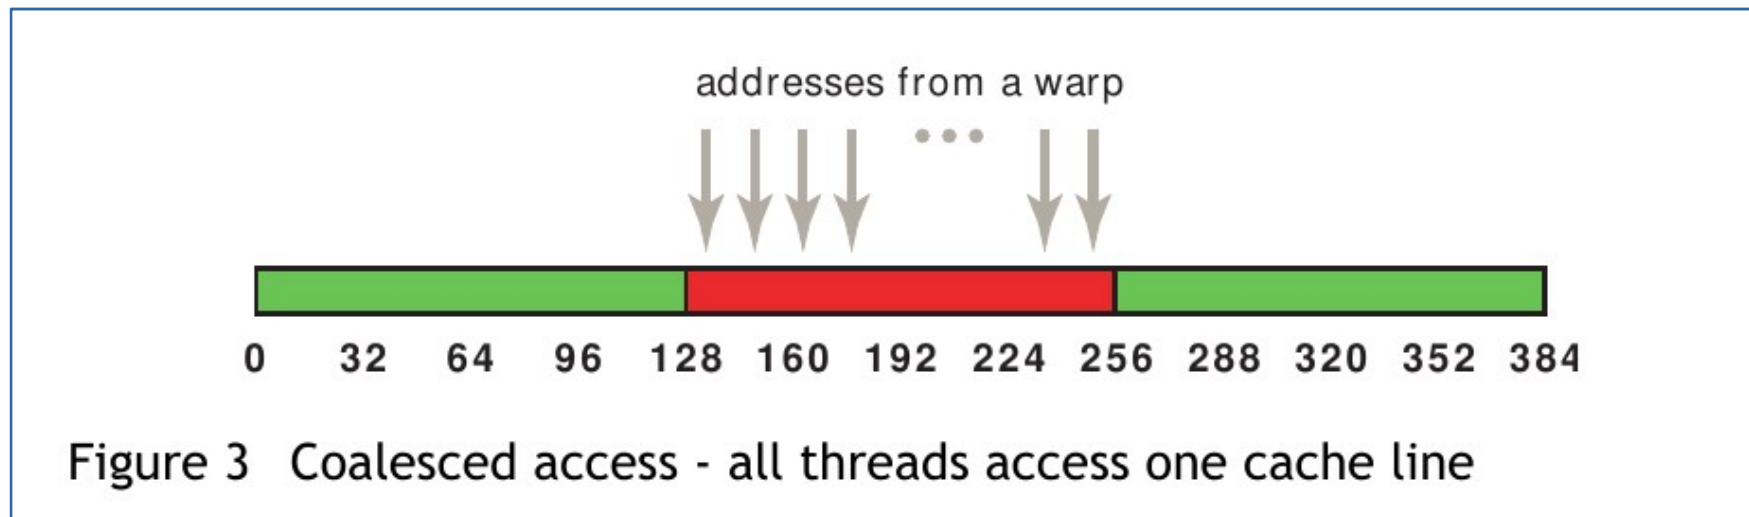 addresses from a warp
0 32 64 96 128 160 192 224 256 288 320 352 384
Figure 3 Coalesced access - all threads access one cache line